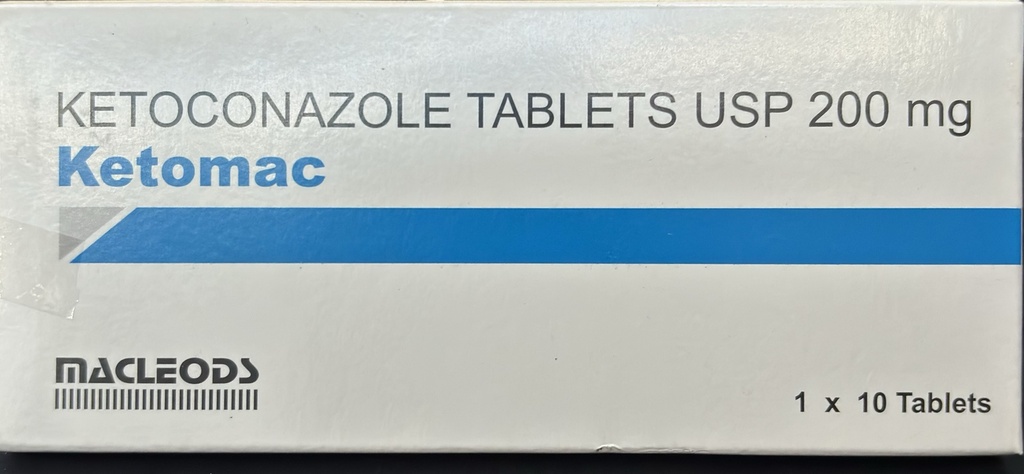 KETOCONAZOLE TABLETS USP 200 mg
Ketomac
MACLEODS
1 x 10 Tablets